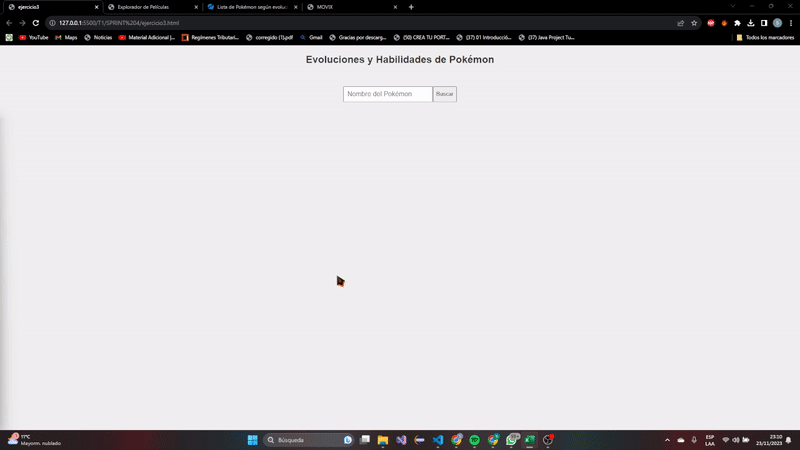 ejercicio3
Explorador de Películas
Lista de Pokémon según evoluc
MOVIX
127.0.0.1:5500/T1/SPRINT%204/ejercicio3.html
YouTube
Maps
Noticias
Material Adicional (...
Regímenes Tributari...
corregido (1).pdf
Gmail
Gracias por descarg...
(50) CREA TU PORT...
(37) 01 Introducció...
(37) Java Project Tu...
Todos los marcadores
Evoluciones y Habilidades de Pokémon
Nombre del Pokémon
Buscar
11°C
Mayorm. nublado
Búsqueda
ESP
LAA
23:10
23/11/2023